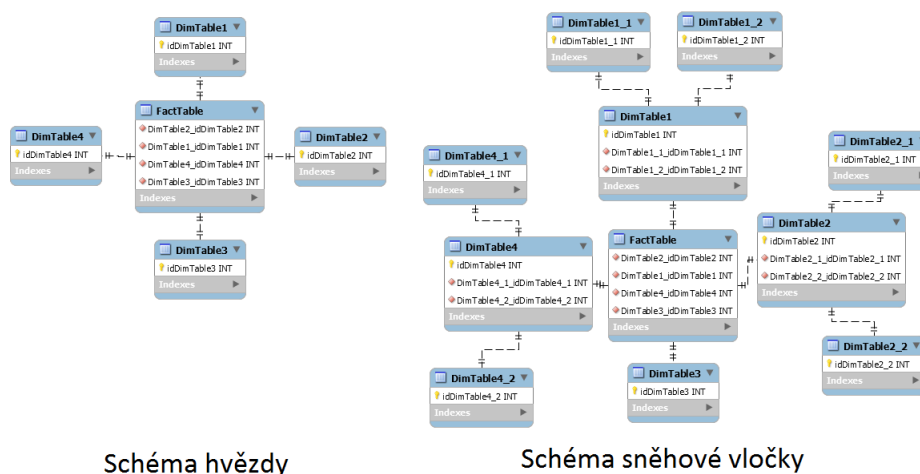 DimTable1
idDimTable1 INT
Indexes
FactTable
DimTable2_idDimTable2 INT
DimTable1_idDimTable1 INT
DimTable4_idDimTable4 INT
DimTable3_idDimTable3 INT
Indexes
DimTable4
idDimTable4 INT
Indexes
DimTable2
idDimTable2 INT
Indexes
DimTable3
idDimTable3 INT
Indexes
Schéma hvězdy
DimTable1_1
idDimTable1_1 INT
Indexes
DimTable1_2
idDimTable1_2 INT
Indexes
DimTable1
idDimTable1 INT
DimTable1_1_idDimTable1_1 INT
DimTable1_2_idDimTable1_2 INT
Indexes
DimTable2_1
idDimTable2_1 INT
Indexes
DimTable4_1
idDimTable4_1 INT
Indexes
DimTable4
idDimTable4 INT
DimTable4_1_idDimTable4_1 INT
DimTable4_2_idDimTable4_2 INT
Indexes
FactTable
DimTable2_idDimTable2 INT
DimTable1_idDimTable1 INT
DimTable4_idDimTable4 INT
DimTable3_idDimTable3 INT
Indexes
DimTable2
idDimTable2 INT
DimTable2_1_idDimTable2_1 INT
DimTable2_2_idDimTable2_2 INT
Indexes
DimTable4_2
idDimTable4_2 INT
Indexes
DimTable3
idDimTable3 INT
Indexes
DimTable2_2
idDimTable2_2 INT
Indexes
Schéma sněhové vločky